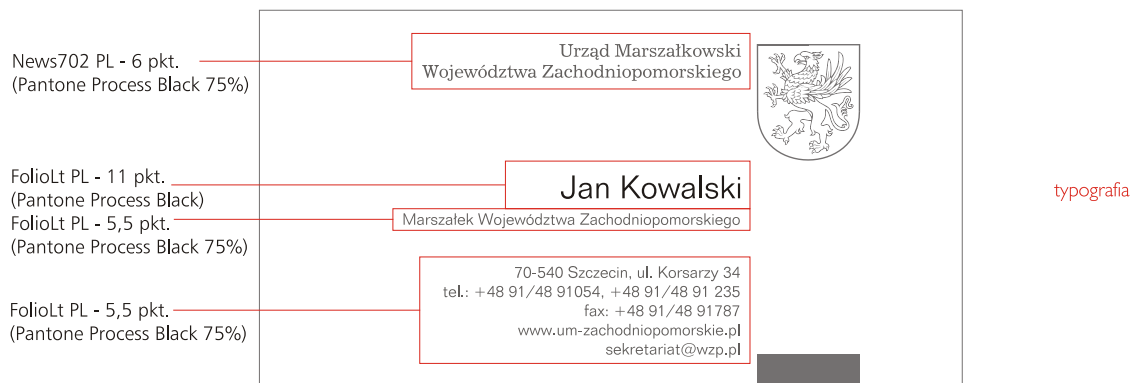 News702 PL - 6 pkt.
(Pantone Process Black 75%)
Urząd Marszałkowski
Województwa Zachodniopomorskiego
FolioLt PL - 11 pkt.
(Pantone Process Black)
Jan Kowalski
typografia
FolioLt PL - 5,5 pkt.
(Pantone Process Black 75%)
Marszałek Województwa Zachodniopomorskiego
70-540 Szczecin, ul. Korsarzy 34
tel.: +48 91/48 91054, +48 91/48 91 235
fax: +48 91/48 91787
www.um-zachodniopomorskie.pl
sekretariat@wzp.pl
FolioLt PL - 5,5 pkt.
(Pantone Process Black 75%)